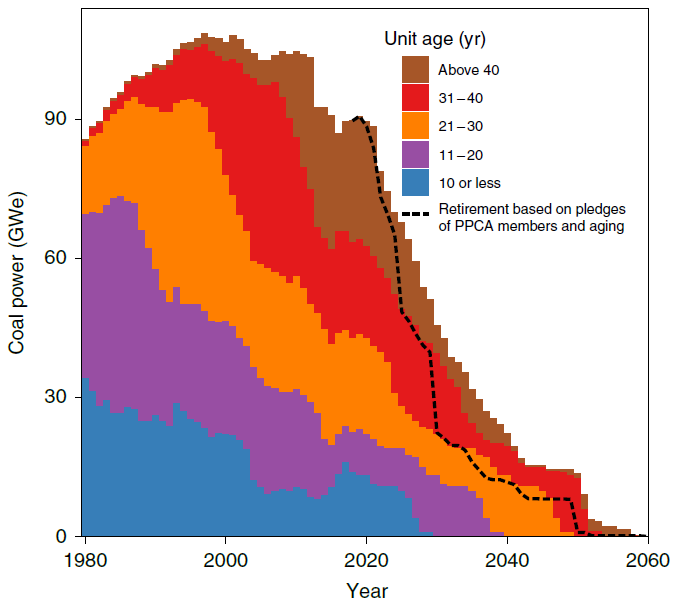 Unit age (yr)
Above 40
31–40
21–30
11–20
10 or less
Retirement based on pledges
of PPCA members and aging
Coal power (GWe)
90
60
30
0
1980 2000 2020 2040 2060
Year